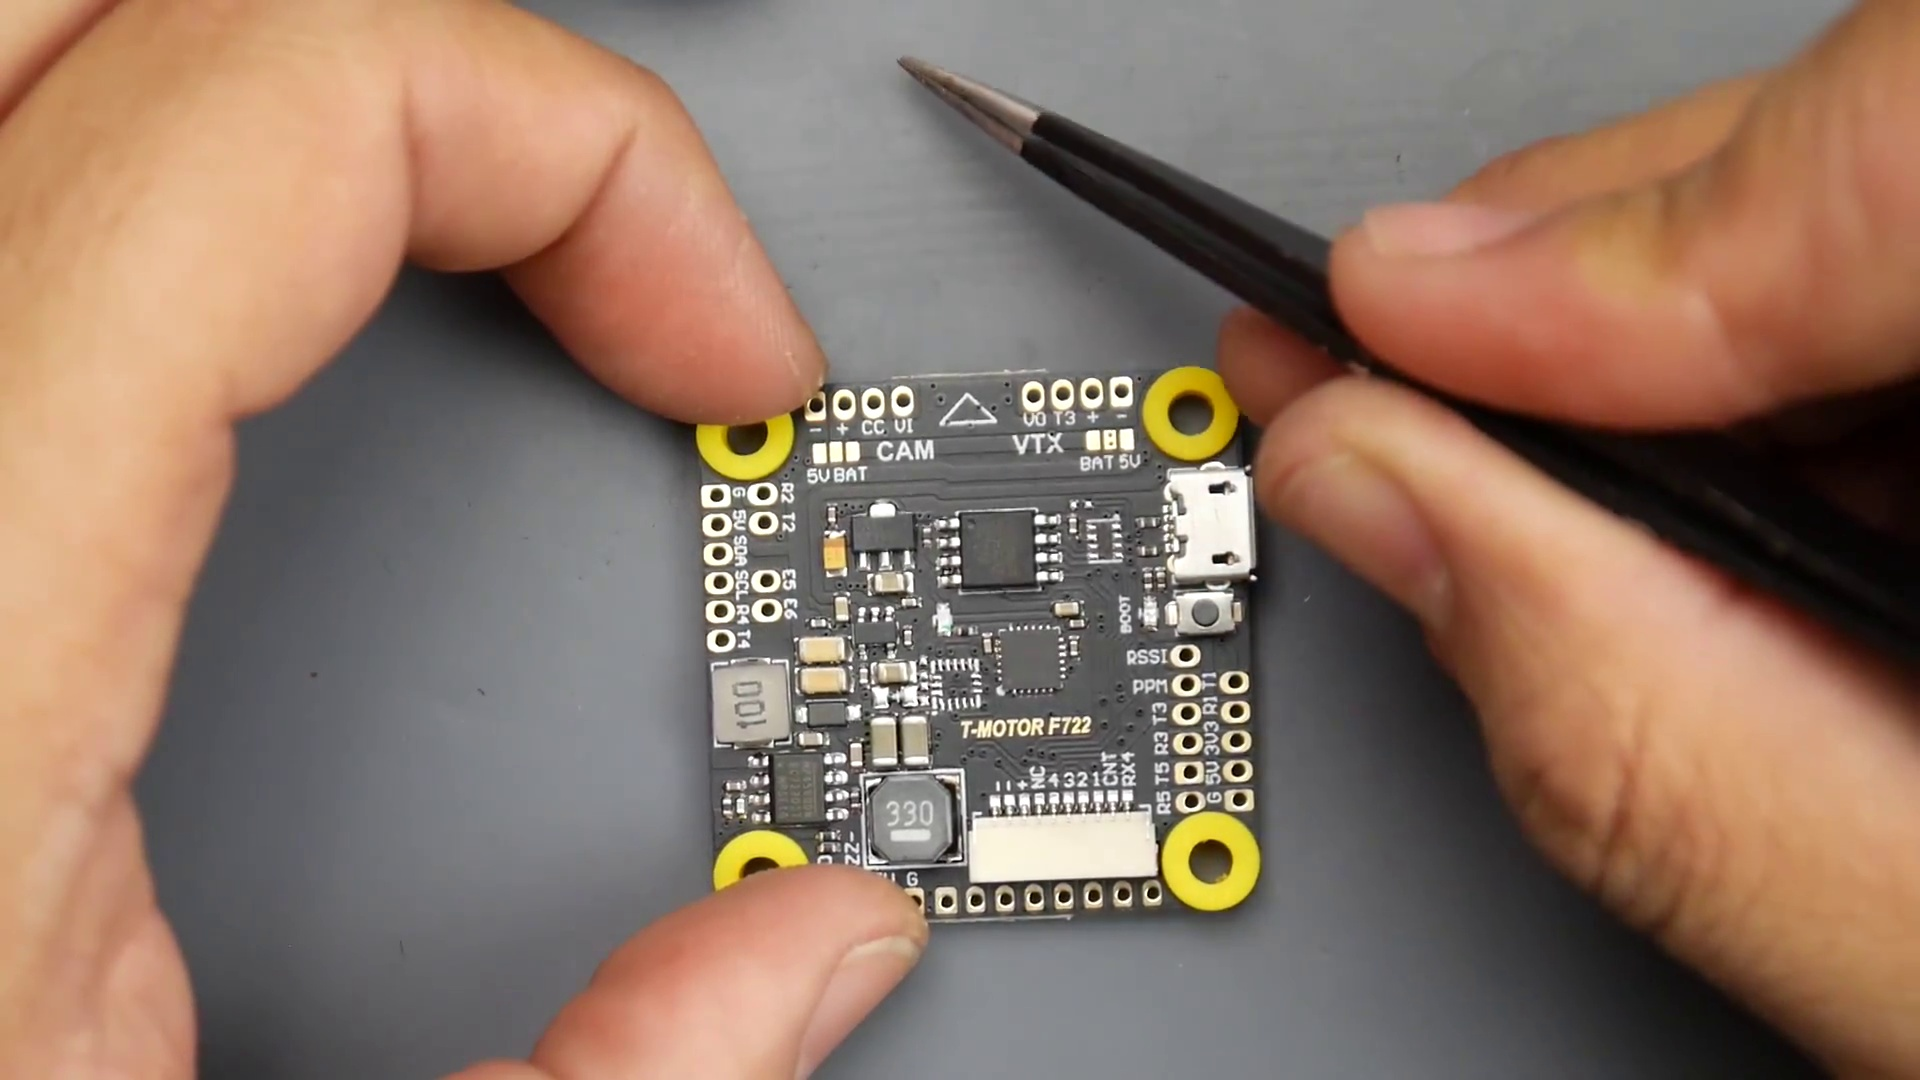 - + CC VI
VO T3 + -
CAM
VTX
5V BAT
BAT 5V
G
5V
SDA
SCL
R4
T4
R2
T2
E5
E6
BOOT
RSSI
PPM
T3
R3
T5
R5
T1
R1
3V3
5V
G
100
T-MOTOR F722
NC
4 3 2 1
CNT
RX4
330
G